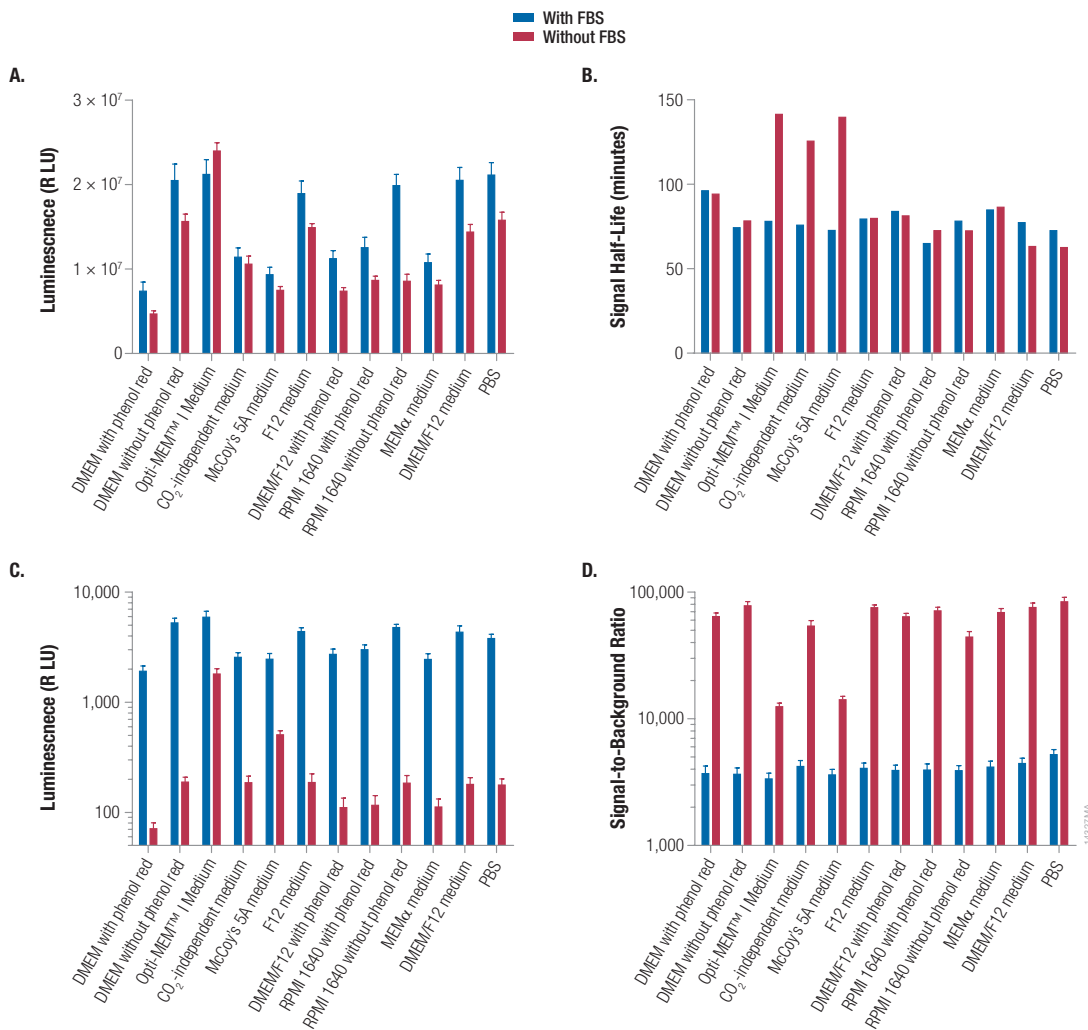 With FBS
Without FBS
A.
Luminescnece (R LU)
3 × 10⁷
2 × 10⁷
1 × 10⁷
0
DMEM with phenol red
DMEM without phenol red
Opti-MEM™ I Medium
CO₂-independent medium
McCoy's 5A medium
F12 medium
DMEM/F12 with phenol red
RPMI 1640 with phenol red
RPMI 1640 without phenol red
MEMα medium
DMEM/F12 medium
PBS
B.
Signal Half-Life (minutes)
150
100
50
0
DMEM with phenol red
DMEM without phenol red
Opti-MEM™ I Medium
CO₂-independent medium
McCoy's 5A medium
F12 medium
DMEM/F12 with phenol red
RPMI 1640 with phenol red
RPMI 1640 without phenol red
MEMα medium
DMEM/F12 medium
PBS
C.
Luminescnece (R LU)
10,000
1,000
100
DMEM with phenol red
DMEM without phenol red
Opti-MEM™ I Medium
CO₂-independent medium
McCoy's 5A medium
F12 medium
DMEM/F12 with phenol red
RPMI 1640 with phenol red
RPMI 1640 without phenol red
MEMα medium
DMEM/F12 medium
PBS
D.
Signal-to-Background Ratio
100,000
10,000
1,000
DMEM with phenol red
DMEM without phenol red
Opti-MEM™ I Medium
CO₂-independent medium
McCoy's 5A medium
F12 medium
DMEM/F12 with phenol red
RPMI 1640 with phenol red
RPMI 1640 without phenol red
MEMα medium
DMEM/F12 medium
PBS